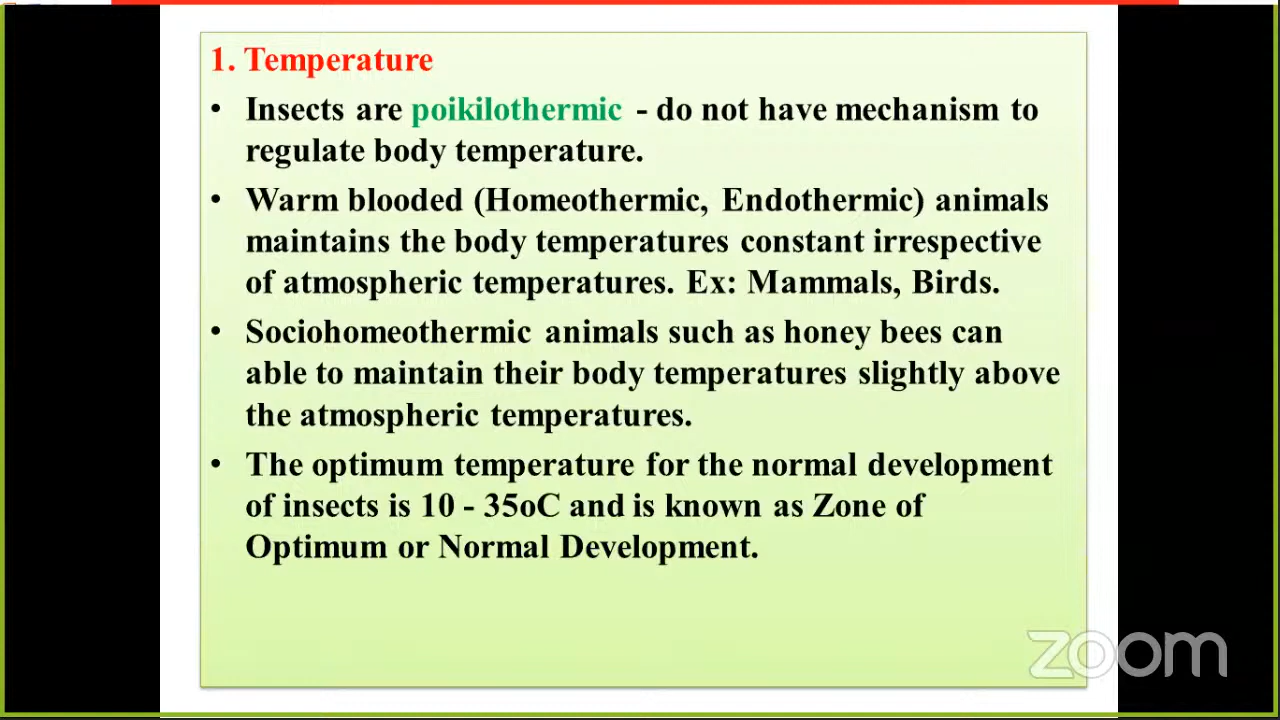 1. Temperature
• Insects are poikilothermic - do not have mechanism to
regulate body temperature.
• Warm blooded (Homeothermic, Endothermic) animals
maintains the body temperatures constant irrespective
of atmospheric temperatures. Ex: Mammals, Birds.
• Sociohomeothermic animals such as honey bees can
able to maintain their body temperatures slightly above
the atmospheric temperatures.
• The optimum temperature for the normal development
of insects is 10 - 35oC and is known as Zone of
Optimum or Normal Development.
zoom